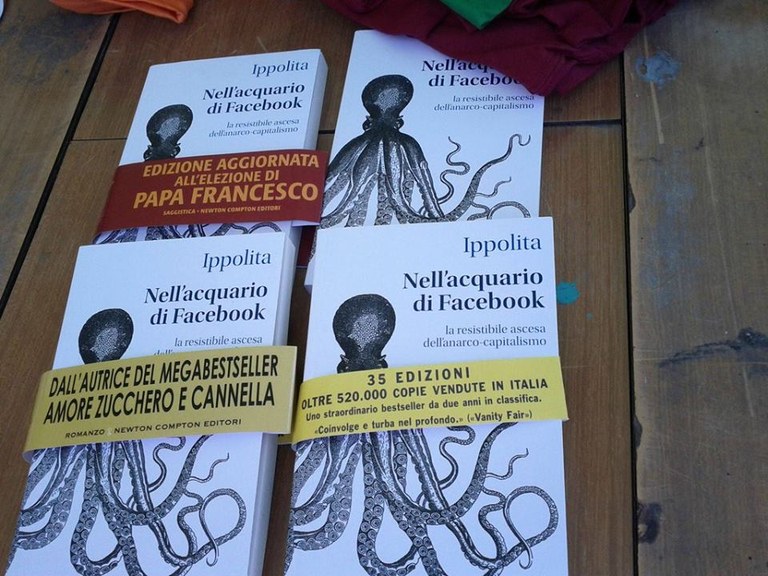 Ippolita
Nell'acquario
di Facebook
la resistibile ascesa
dell'anarco-capitalismo
EDIZIONE AGGIORNATA
ALL'ELEZIONE DI
PAPA FRANCESCO
SAGGISTICA - NEWTON COMPTON EDITORI
Nell'acquario
di Facebook
la resistibile ascesa
dell'anarco-capitalismo
Ippolita
Nell'acquario
di Facebook
la resistibile ascesa
DALL'AUTRICE DEL MEGABESTSELLER
AMORE ZUCCHERO E CANNELLA
ROMANZO NEWTON COMPTON EDITORI
Ippolita
Nell'acquario
di Facebook
la resistibile ascesa
dell'anarco-capitalismo
35 EDIZIONI
OLTRE 520.000 COPIE VENDUTE IN ITALIA
Uno straordinario bestseller da due anni in classifica.
«Coinvolge e turba nel profondo.» («Vanity Fair»)